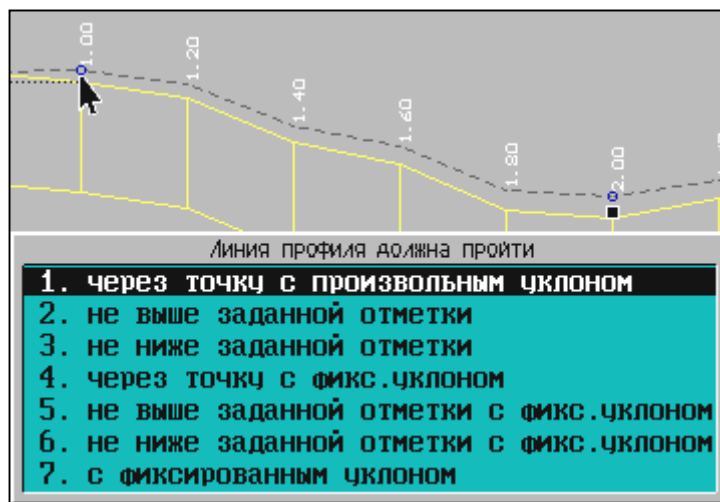 1.00
1.20
1.40
1.60
1.80
2.00
Линия профиля должна пройти
1. через точку с произвольным уклоном
2. не выше заданной отметки
3. не ниже заданной отметки
4. через точку с фикс.уклоном
5. не выше заданной отметки с фикс.уклоном
6. не ниже заданной отметки с фикс.уклоном
7. с фиксированным уклоном